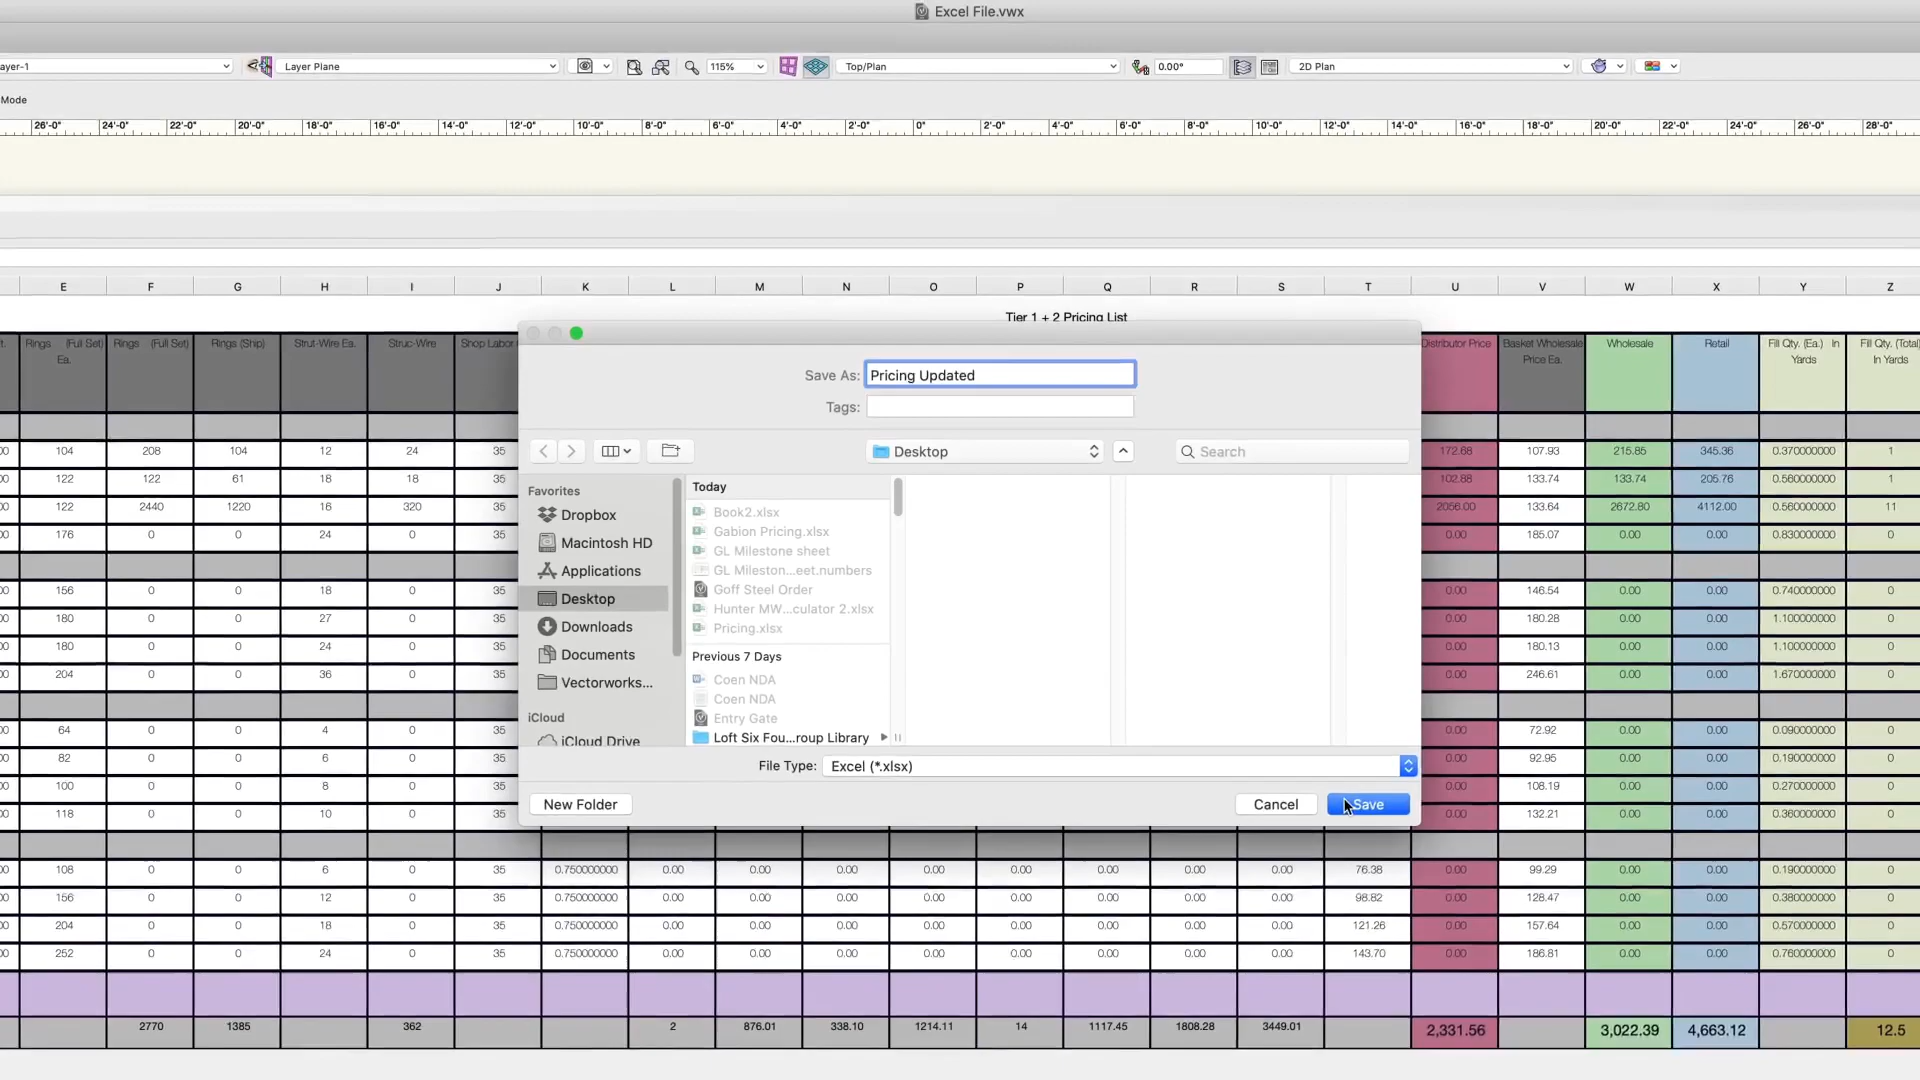 Excel File.vwx
ayer-1 Layer Plane 115% Top/Plan 0.00° 2D Plan
Mode
26'-0" 24'-0" 22'-0" 20'-0" 18'-0" 16'-0" 14'-0" 12'-0" 10'-0" 8'-0" 6'-0" 4'-0" 2'-0" 0" 2'-0" 4'-0" 6'-0" 8'-0" 10'-0" 12'-0" 14'-0" 16'-0" 18'-0" 20'-0" 22'-0" 24'-0" 26'-0" 28'-0"
E F G H I J K L M N O P Q R S T U V W X Y Z
Tier 1 + 2 Pricing List
t. Rings (Full Set) Rings (Full Set) Rings (Ship) Strut-Wire Ea. Struc-Wire Shop Labor Distributor Price Basket Wholesale Wholesale Retail Fill Qty. (Ea.) In Fill Qty. (Total)
Ea. Price Ea. Yards In Yards
Save As: Pricing Updated
Tags:
Desktop Search
00 104 208 104 12 24 35 172.68 107.93 215.85 345.36 0.370000000 1
00 122 122 61 18 18 35 102.88 133.74 133.74 205.76 0.560000000 1
00 122 2440 1220 16 320 35 2056.00 133.64 2672.80 4112.00 0.560000000 11
00 176 0 0 24 0 35 0.00 185.07 0.00 0.00 0.830000000 0
00 156 0 0 18 0 35 0.00 146.54 0.00 0.00 0.740000000 0
00 180 0 0 27 0 35 0.00 180.28 0.00 0.00 1.100000000 0
00 180 0 0 24 0 35 0.00 180.13 0.00 0.00 1.100000000 0
00 204 0 0 36 0 35 0.00 246.61 0.00 0.00 1.670000000 0
00 64 0 0 4 0 35 0.00 72.92 0.00 0.00 0.090000000 0
00 82 0 0 6 0 35 0.00 92.95 0.00 0.00 0.190000000 0
00 100 0 0 8 0 35 0.00 108.19 0.00 0.00 0.270000000 0
00 118 0 0 10 0 35 0.00 132.21 0.00 0.00 0.360000000 0
Favorites
Dropbox
Macintosh HD
Applications
Desktop
Downloads
Documents
Vectorworks...
iCloud
iCloud Drive
Today
Book2.xlsx
Gabion Pricing.xlsx
GL Milestone sheet
GL Mileston...eet.numbers
Goff Steel Order
Hunter MW...culator 2.xlsx
Pricing.xlsx
Previous 7 Days
Coen NDA
Coen NDA
Entry Gate
Loft Six Fou...roup Library
File Type: Excel (*.xlsx)
New Folder Cancel Save
00 108 0 0 6 0 35 0.750000000 0.00 0.00 0.00 0.00 0.00 0.00 0.00 0.00 76.38 0.00 99.29 0.00 0.00 0.190000000 0
00 156 0 0 12 0 35 0.750000000 0.00 0.00 0.00 0.00 0.00 0.00 0.00 0.00 98.82 0.00 128.47 0.00 0.00 0.380000000 0
00 204 0 0 18 0 35 0.750000000 0.00 0.00 0.00 0.00 0.00 0.00 0.00 0.00 121.26 0.00 157.64 0.00 0.00 0.570000000 0
00 252 0 0 24 0 35 0.750000000 0.00 0.00 0.00 0.00 0.00 0.00 0.00 0.00 143.70 0.00 186.81 0.00 0.00 0.760000000 0
2770 1385 362 2 876.01 338.10 1214.11 14 1117.45 1808.28 3449.01 2,331.56 3,022.39 4,663.12 12.5